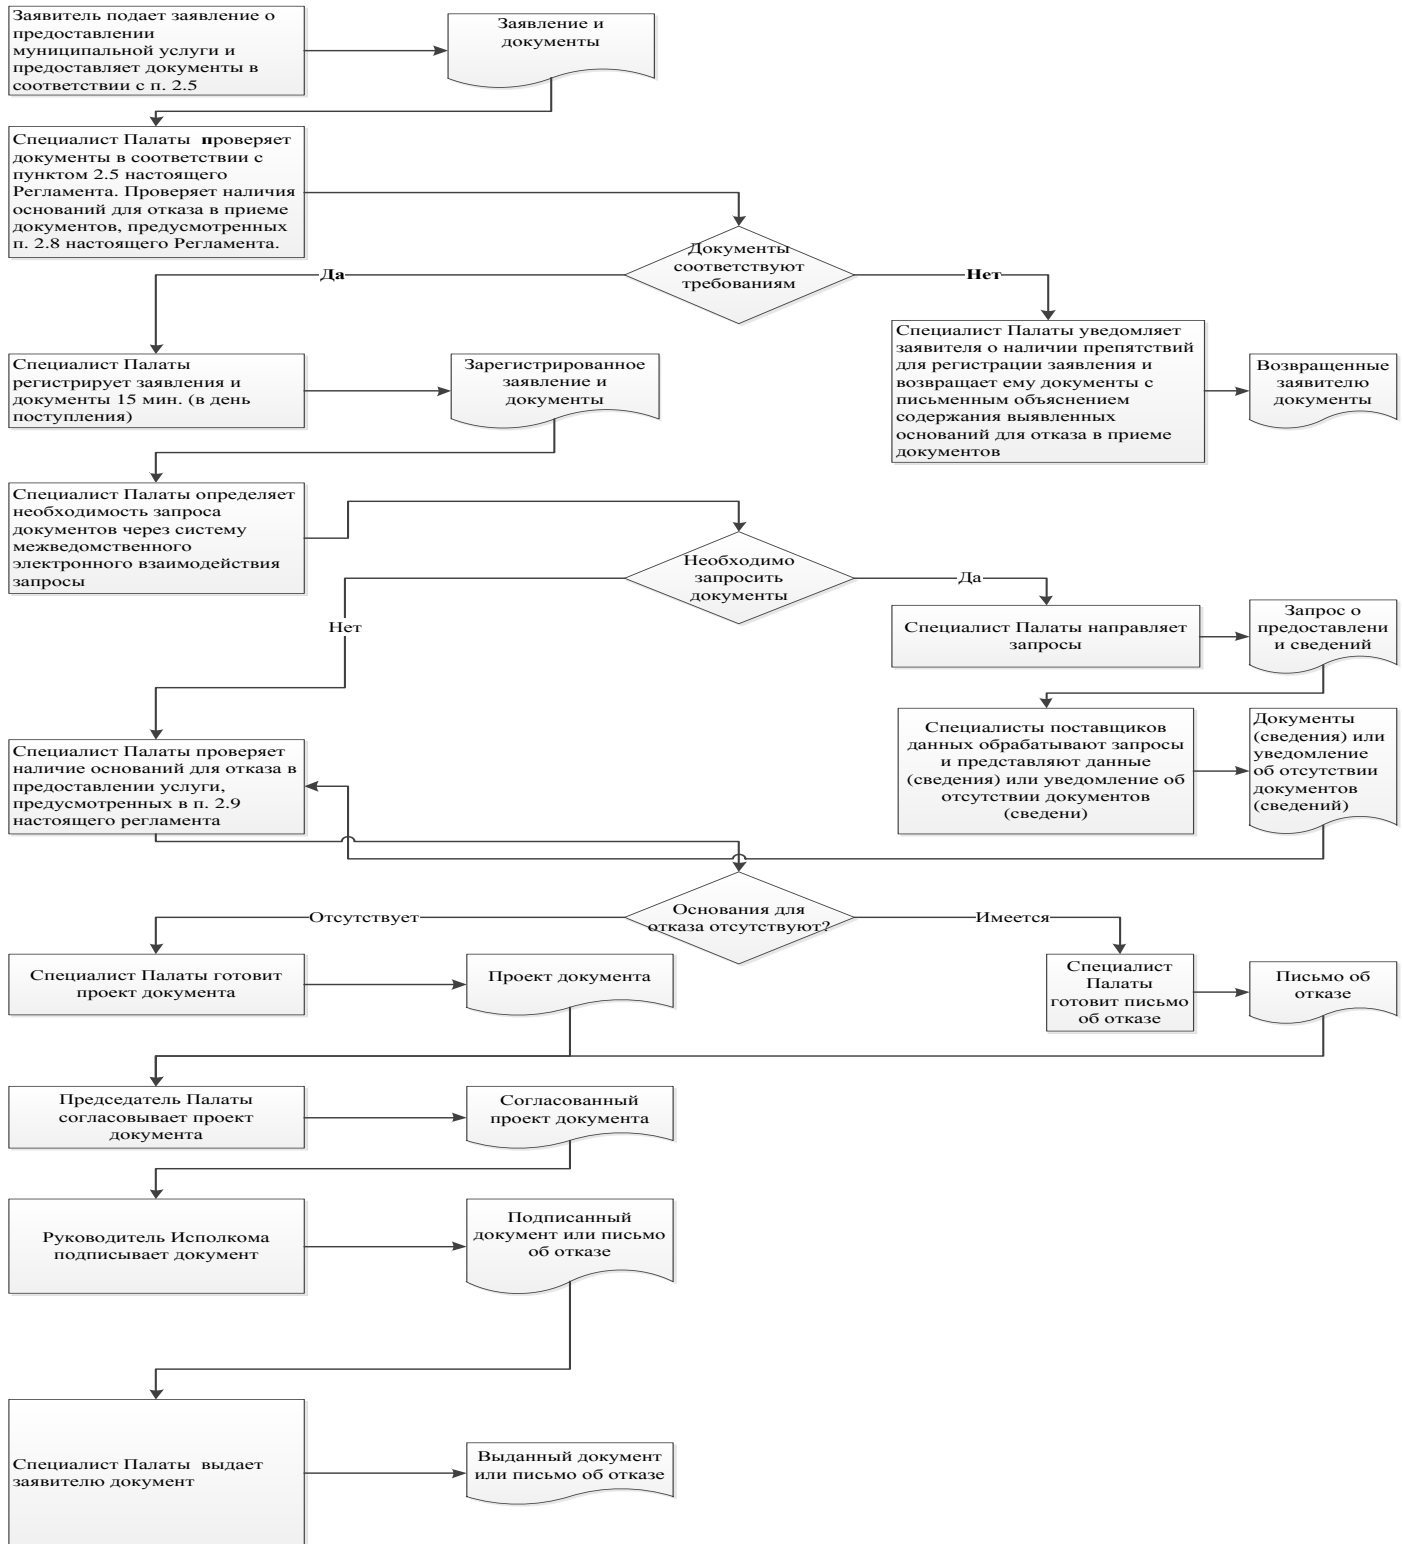 Заявитель подает заявление о
предоставлении
муниципальной услуги и
предоставляет документы в
соответствии с п. 2.5
Заявление и
документы
Специалист Палаты проверяет
документы в соответствии с
пунктом 2.5 настоящего
Регламента. Проверяет наличия
оснований для отказа в приеме
документов, предусмотренных
п. 2.8 настоящего Регламента.
Документы
соответствуют
требованиям
Да
Нет
Специалист Палаты
регистрирует заявления и
документы 15 мин. (в день
поступления)
Зарегистрированное
заявление и
документы
Специалист Палаты уведомляет
заявителя о наличии препятствий
для регистрации заявления и
возвращает ему документы с
письменным объяснением
содержания выявленных
оснований для отказа в приеме
документов
Возвращенные
заявителю
документы
Специалист Палаты определяет
необходимость запроса
документов через систему
межведомственного
электронного взаимодействия
запросы
Необходимо
запросить
документы
Да
Нет
Специалист Палаты направляет
запросы
Запрос о
предоставлени
и сведений
Специалист Палаты проверяет
наличие оснований для отказа в
предоставлении услуги,
предусмотренных в п. 2.9
настоящего регламента
Специалисты поставщиков
данных обрабатывают запросы
и представляют данные
(сведения) или уведомление об
отсутствии документов
(сведени)
Документы
(сведения) или
уведомление
об отсутствии
документов
(сведений)
Основания для
отказа отсутствуют?
Отсутствует
Имеется
Специалист Палаты готовит
проект документа
Проект документа
Специалист
Палаты
готовит письмо
об отказе
Письмо об
отказе
Председатель Палаты
согласовывает проект
документа
Согласованный
проект документа
Руководитель Исполкома
подписывает документ
Подписанный
документ или письмо
об отказе
Специалист Палаты выдает
заявителю документ
Выданный документ
или письмо об отказе